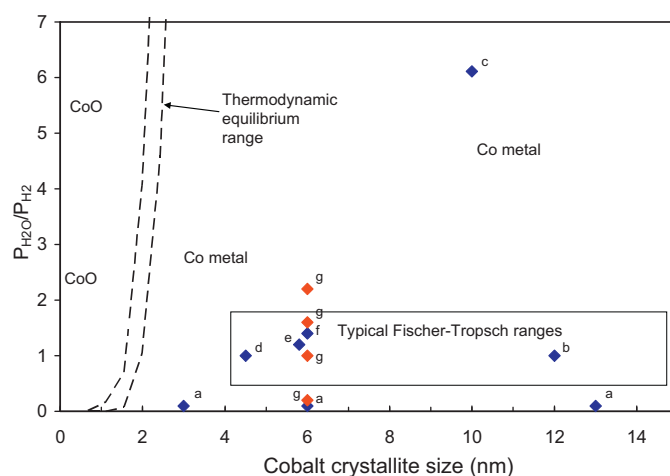 7
c
6
CoO
Thermodynamic
equilibrium
range
5
Co metal
4
P_H2O/P_H2
3
Co metal
CoO
g
2
g
f
Typical Fischer-Tropsch ranges
e
d
b
1
g
a
g
a
a
0
0 2 4 6 8 10 12 14
Cobalt crystallite size (nm)